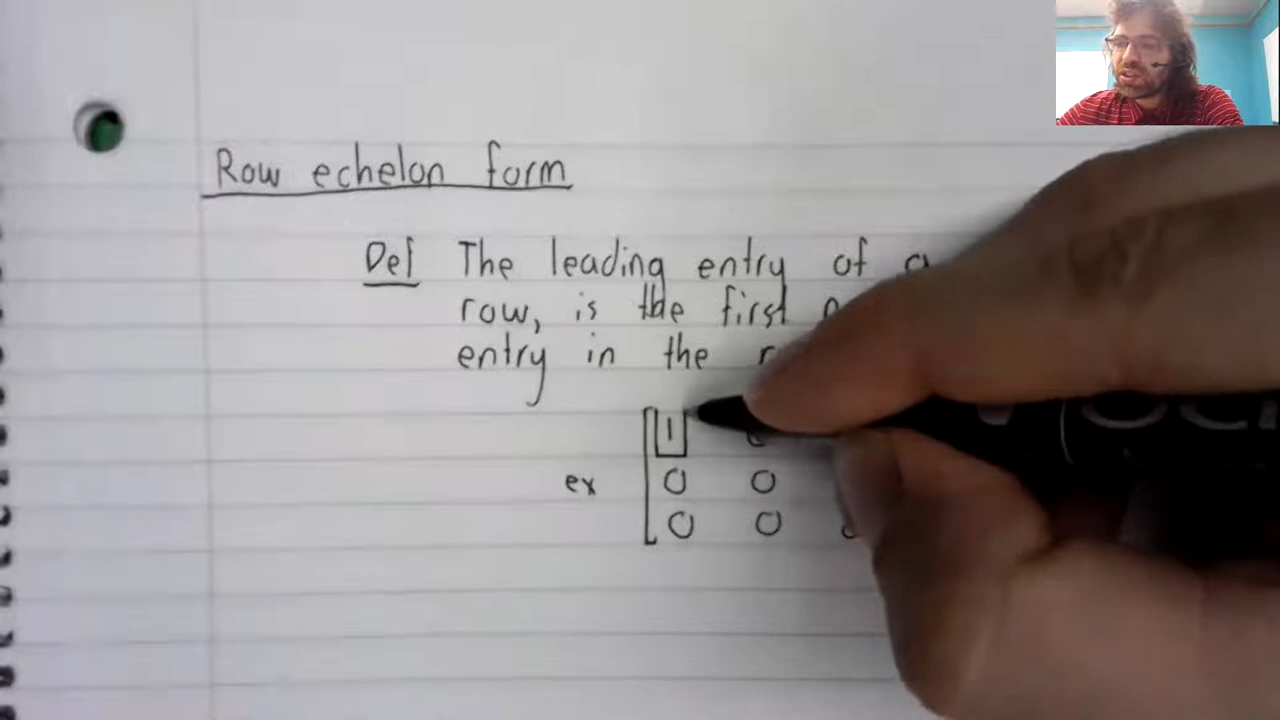 Row echelon form
Def The leading entry of a
row, is the first
entry in the
1
ex 0 0
0 0